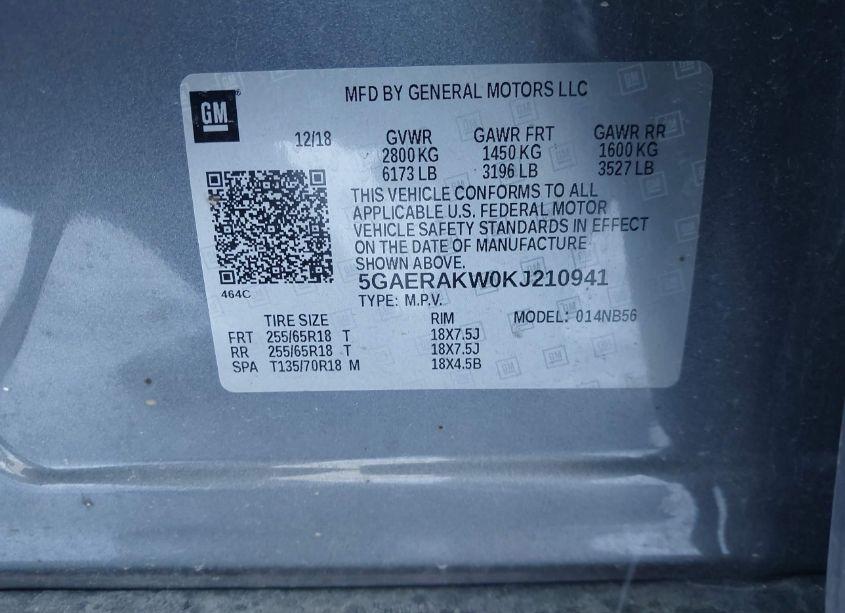 MFD BY GENERAL MOTORS LLC
GM®
12/18 GVWR GAWR FRT GAWR RR
2800 KG 1450 KG 1600 KG
6173 LB 3196 LB 3527 LB
THIS VEHICLE CONFORMS TO ALL
APPLICABLE U.S. FEDERAL MOTOR
VEHICLE SAFETY STANDARDS IN EFFECT
ON THE DATE OF MANUFACTURE
SHOWN ABOVE.
464C
5GAERAKW0KJ210941
TYPE: M.P.V.
TIRE SIZE RIM MODEL: 014NB56
FRT 255/65R18 T 18X7.5J
RR 255/65R18 T 18X7.5J
SPA T135/70R18 M 18X4.5B